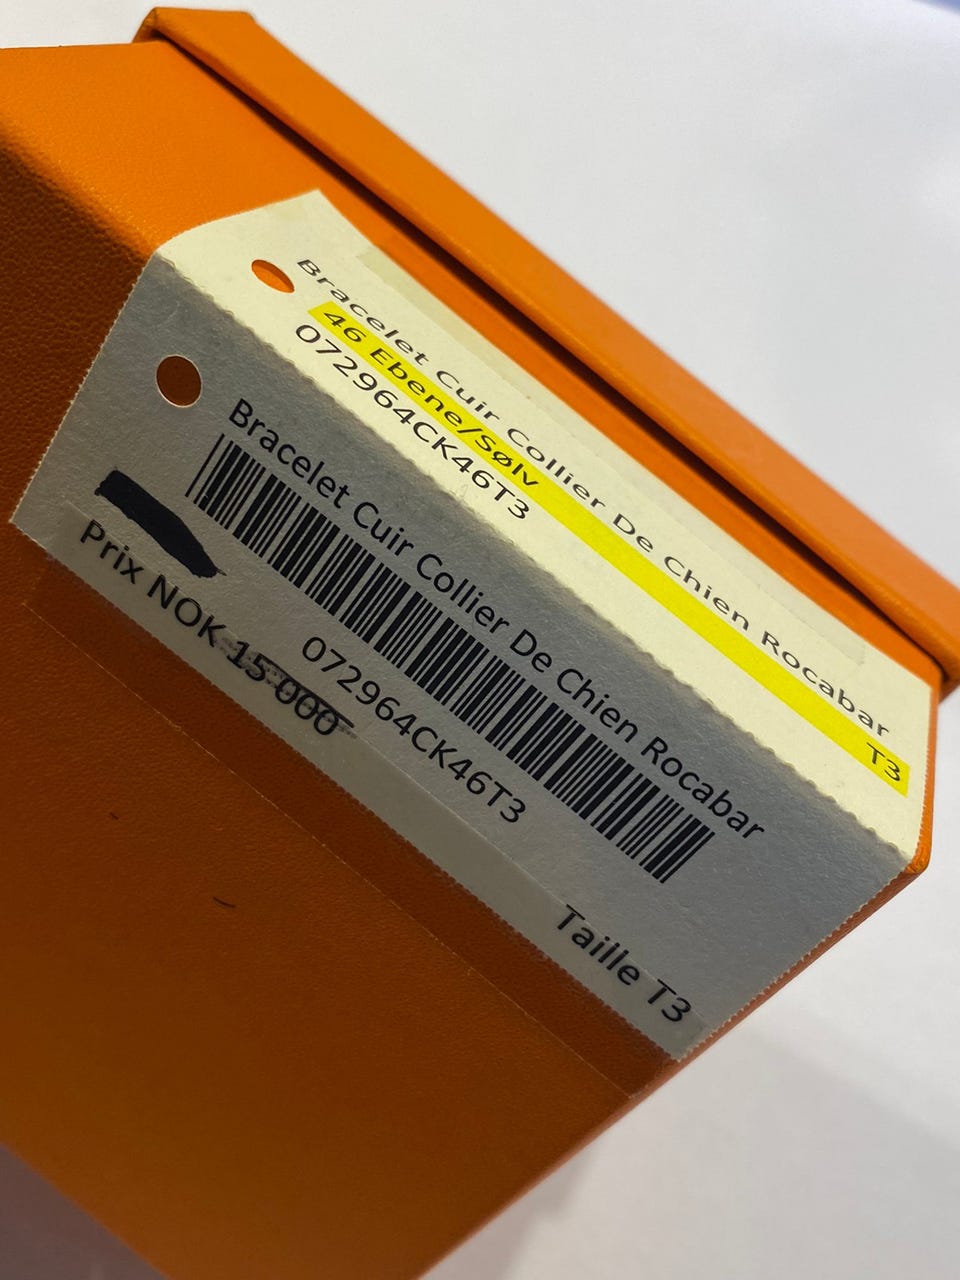 Bracelet Cuir Collier De Chien Rocabar
46 Ebene/Sølv T3
072964CK46T3
Bracelet Cuir Collier De Chien Rocabar
072964CK46T3
Prix NOK 15 000 Taille T3